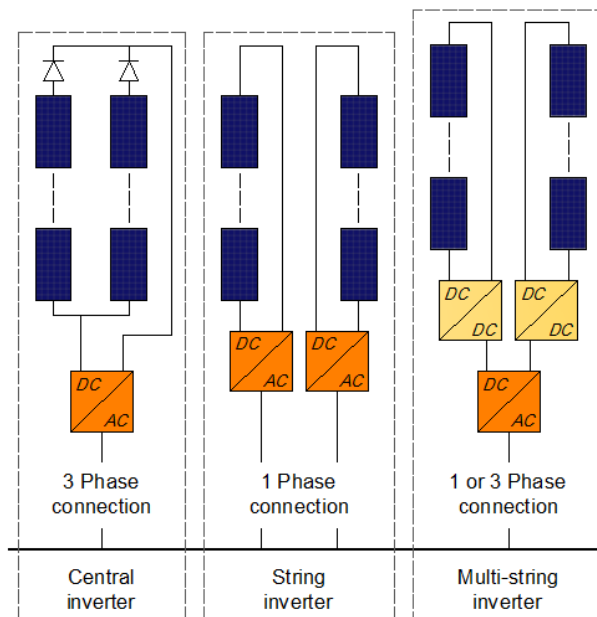 DC
DC
DC
DC
DC
AC
DC
AC
DC
AC
DC
AC
3 Phase
connection
1 Phase
connection
1 or 3 Phase
connection
Central
inverter
String
inverter
Multi-string
inverter